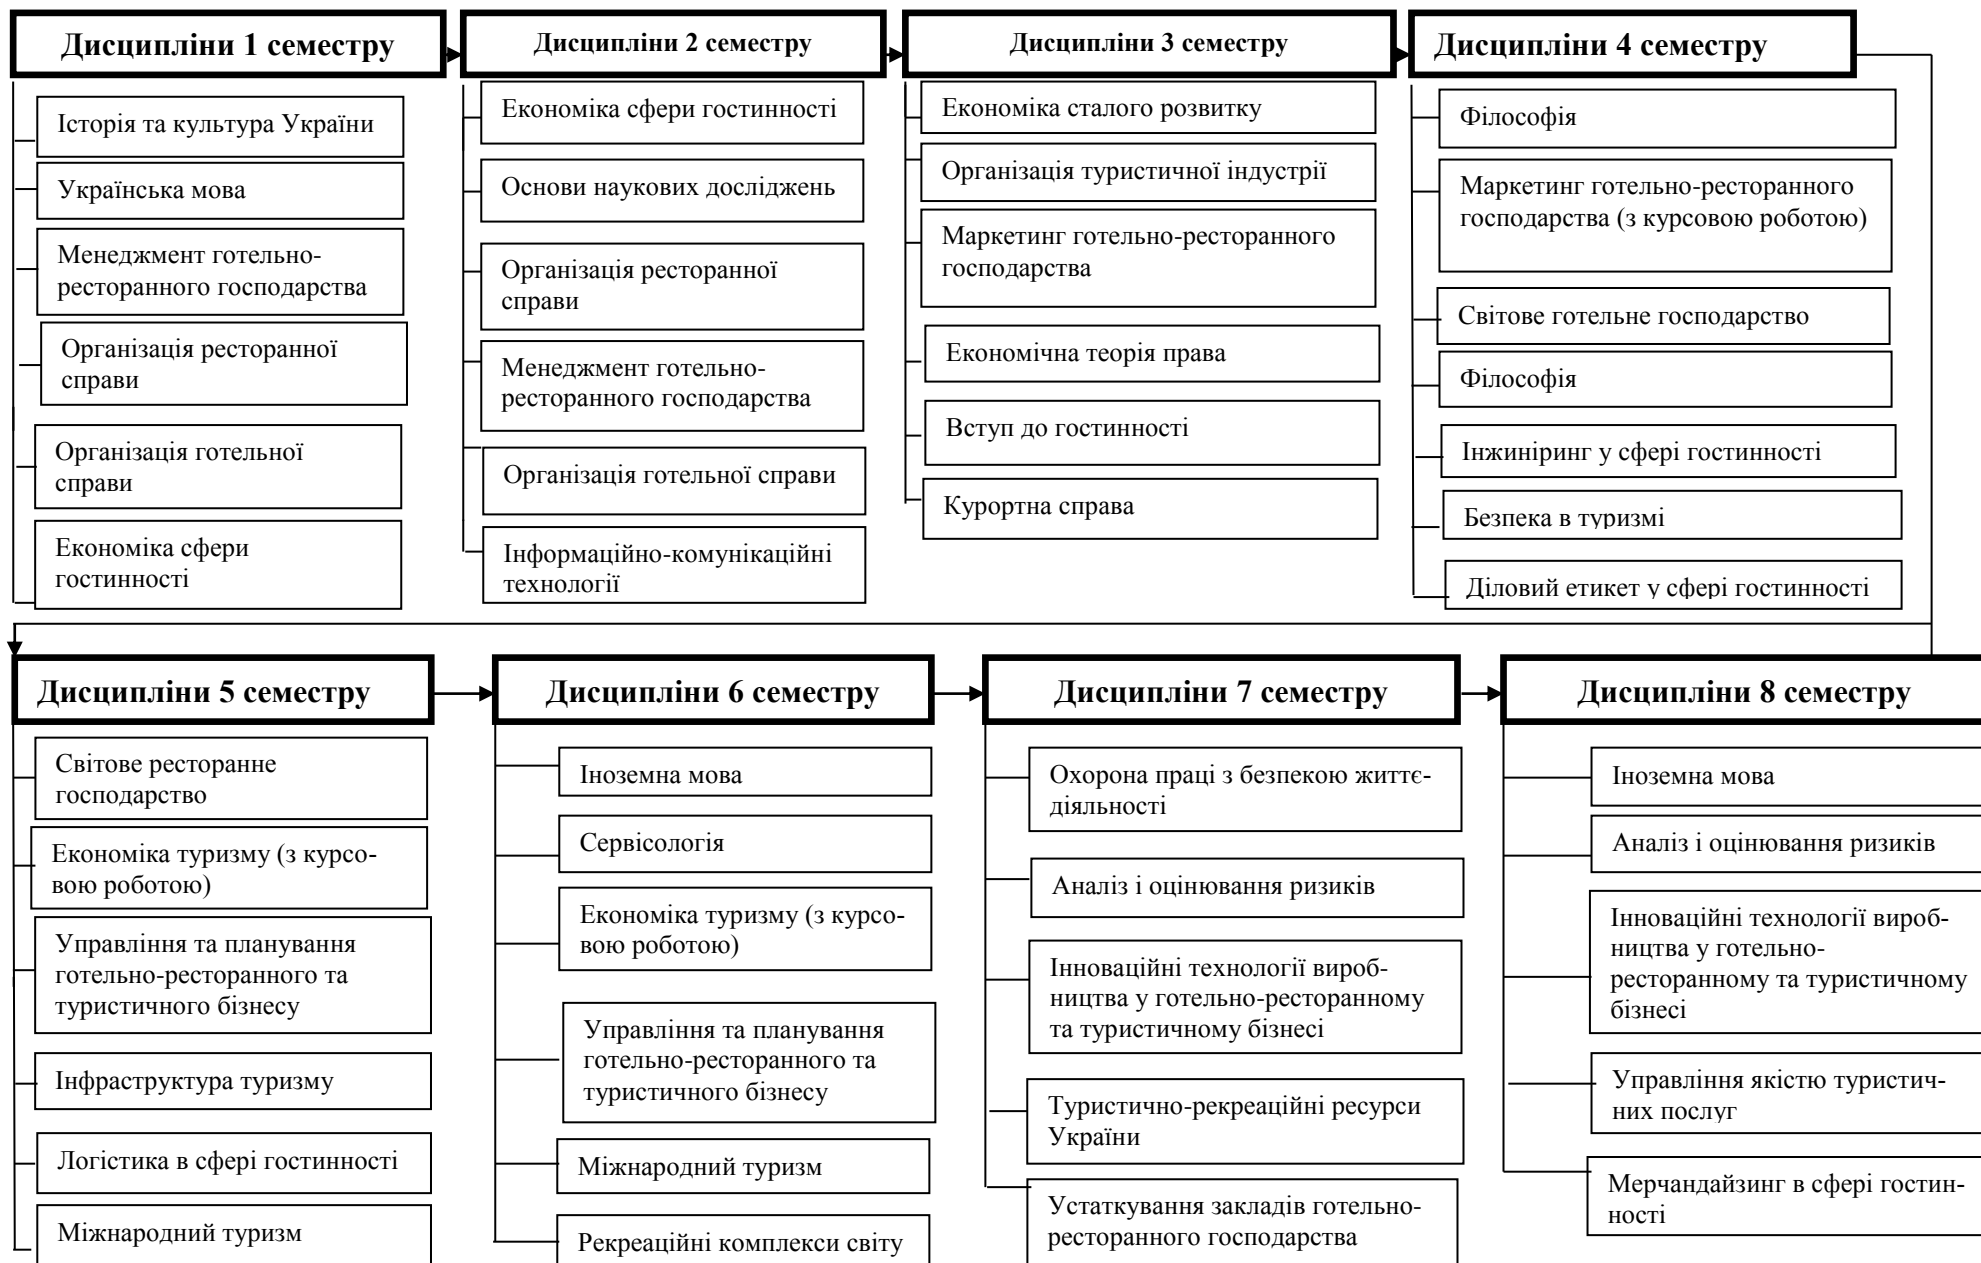 Дисципліни 1 семестру
Історія та культура України
Українська мова
Менеджмент готельно-
ресторанного господарства
Організація ресторанної
справи
Організація готельної
справи
Економіка сфери
гостинності
Дисципліни 2 семестру
Економіка сфери гостинності
Основи наукових досліджень
Організація ресторанної
справи
Менеджмент готельно-
ресторанного господарства
Організація готельної справи
Інформаційно-комунікаційні
технології
Дисципліни 3 семестру
Економіка сталого розвитку
Організація туристичної індустрії
Маркетинг готельно-ресторанного
господарства
Економічна теорія права
Вступ до гостинності
Курортна справа
Дисципліни 4 семестру
Філософія
Маркетинг готельно-ресторанного
господарства (з курсовою роботою)
Світове готельне господарство
Філософія
Інжиніринг у сфері гостинності
Безпека в туризмі
Діловий етикет у сфері гостинності
Дисципліни 5 семестру
Світове ресторанне
господарство
Економіка туризму (з курсо-
вою роботою)
Управління та планування
готельно-ресторанного та
туристичного бізнесу
Інфраструктура туризму
Логістика в сфері гостинності
Міжнародний туризм
Дисципліни 6 семестру
Іноземна мова
Сервісологія
Економіка туризму (з курсо-
вою роботою)
Управління та планування
готельно-ресторанного та
туристичного бізнесу
Міжнародний туризм
Рекреаційні комплекси світу
Дисципліни 7 семестру
Охорона праці з безпекою життє-
діяльності
Аналіз і оцінювання ризиків
Інноваційні технології вироб-
ництва у готельно-ресторанному
та туристичному бізнесі
Туристично-рекреаційні ресурси
України
Устаткування закладів готельно-
ресторанного господарства
Дисципліни 8 семестру
Іноземна мова
Аналіз і оцінювання ризиків
Інноваційні технології вироб-
ництва у готельно-
ресторанному та туристичному
бізнесі
Управління якістю туристич-
них послуг
Мерчандайзинг в сфері гостин-
ності